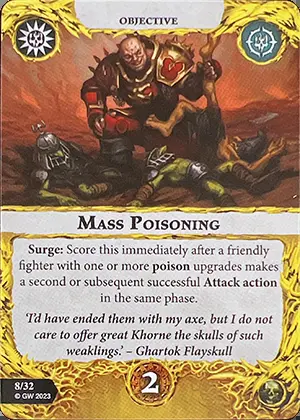 OBJECTIVE
MASS POISONING
Surge: Score this immediately after a friendly
fighter with one or more poison upgrades makes
a second or subsequent successful Attack action
in the same phase.
'I'd have ended them with my axe, but I do not
care to offer great Khorne the skulls of such
weaklings.' – Ghartok Flayskull
8/32
© GW 2023
2